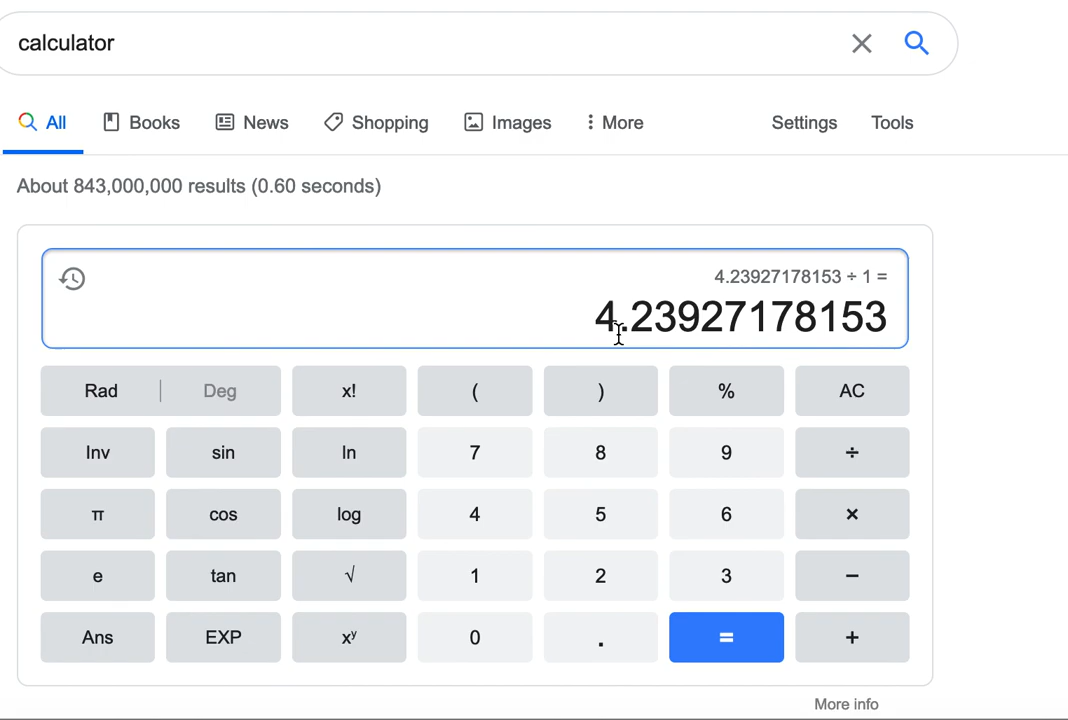 calculator
All Books News Shopping Images More Settings Tools
About 843,000,000 results (0.60 seconds)
4.23927178153 ÷ 1 =
4.23927178153
Rad | Deg x! ( ) % AC
Inv sin ln 7 8 9 ÷
π cos log 4 5 6 ×
e tan √ 1 2 3 −
Ans EXP xʸ 0 . = +
More info